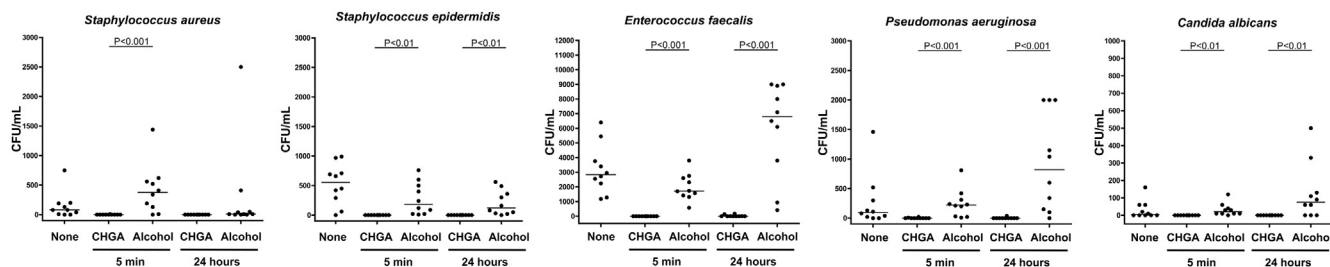 Staphylococcus aureus
P<0.001
CFU/mL
3000
2500
2000
1500
1000
500
0
None CHGA Alcohol CHGA Alcohol
5 min 24 hours
Staphylococcus epidermidis
P<0.01 P<0.01
CFU/mL
3000
2500
2000
1500
1000
500
0
None CHGA Alcohol CHGA Alcohol
5 min 24 hours
Enterococcus faecalis
P<0.001 P<0.001
CFU/mL
12000
11000
10000
9000
8000
7000
6000
5000
4000
3000
2000
1000
0
None CHGA Alcohol CHGA Alcohol
5 min 24 hours
Pseudomonas aeruginosa
P<0.001 P<0.001
CFU/mL
3000
2500
2000
1500
1000
500
0
None CHGA Alcohol CHGA Alcohol
5 min 24 hours
Candida albicans
P<0.01 P<0.01
CFU/mL
1000
900
800
700
600
500
400
300
200
100
0
None CHGA Alcohol CHGA Alcohol
5 min 24 hours